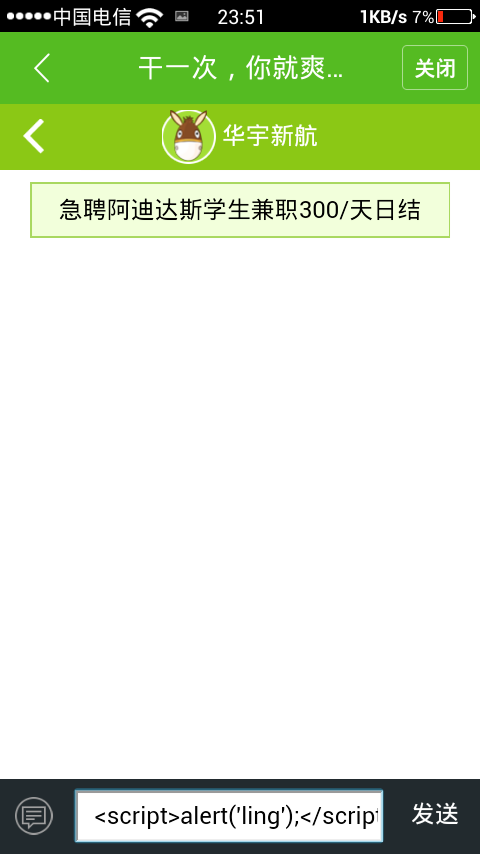 中国电信 23:51 1KB/s 7%
干一次，你就爽... 关闭
华宇新航
急聘阿迪达斯学生兼职300/天日结
<script>alert('ling');</script 发送